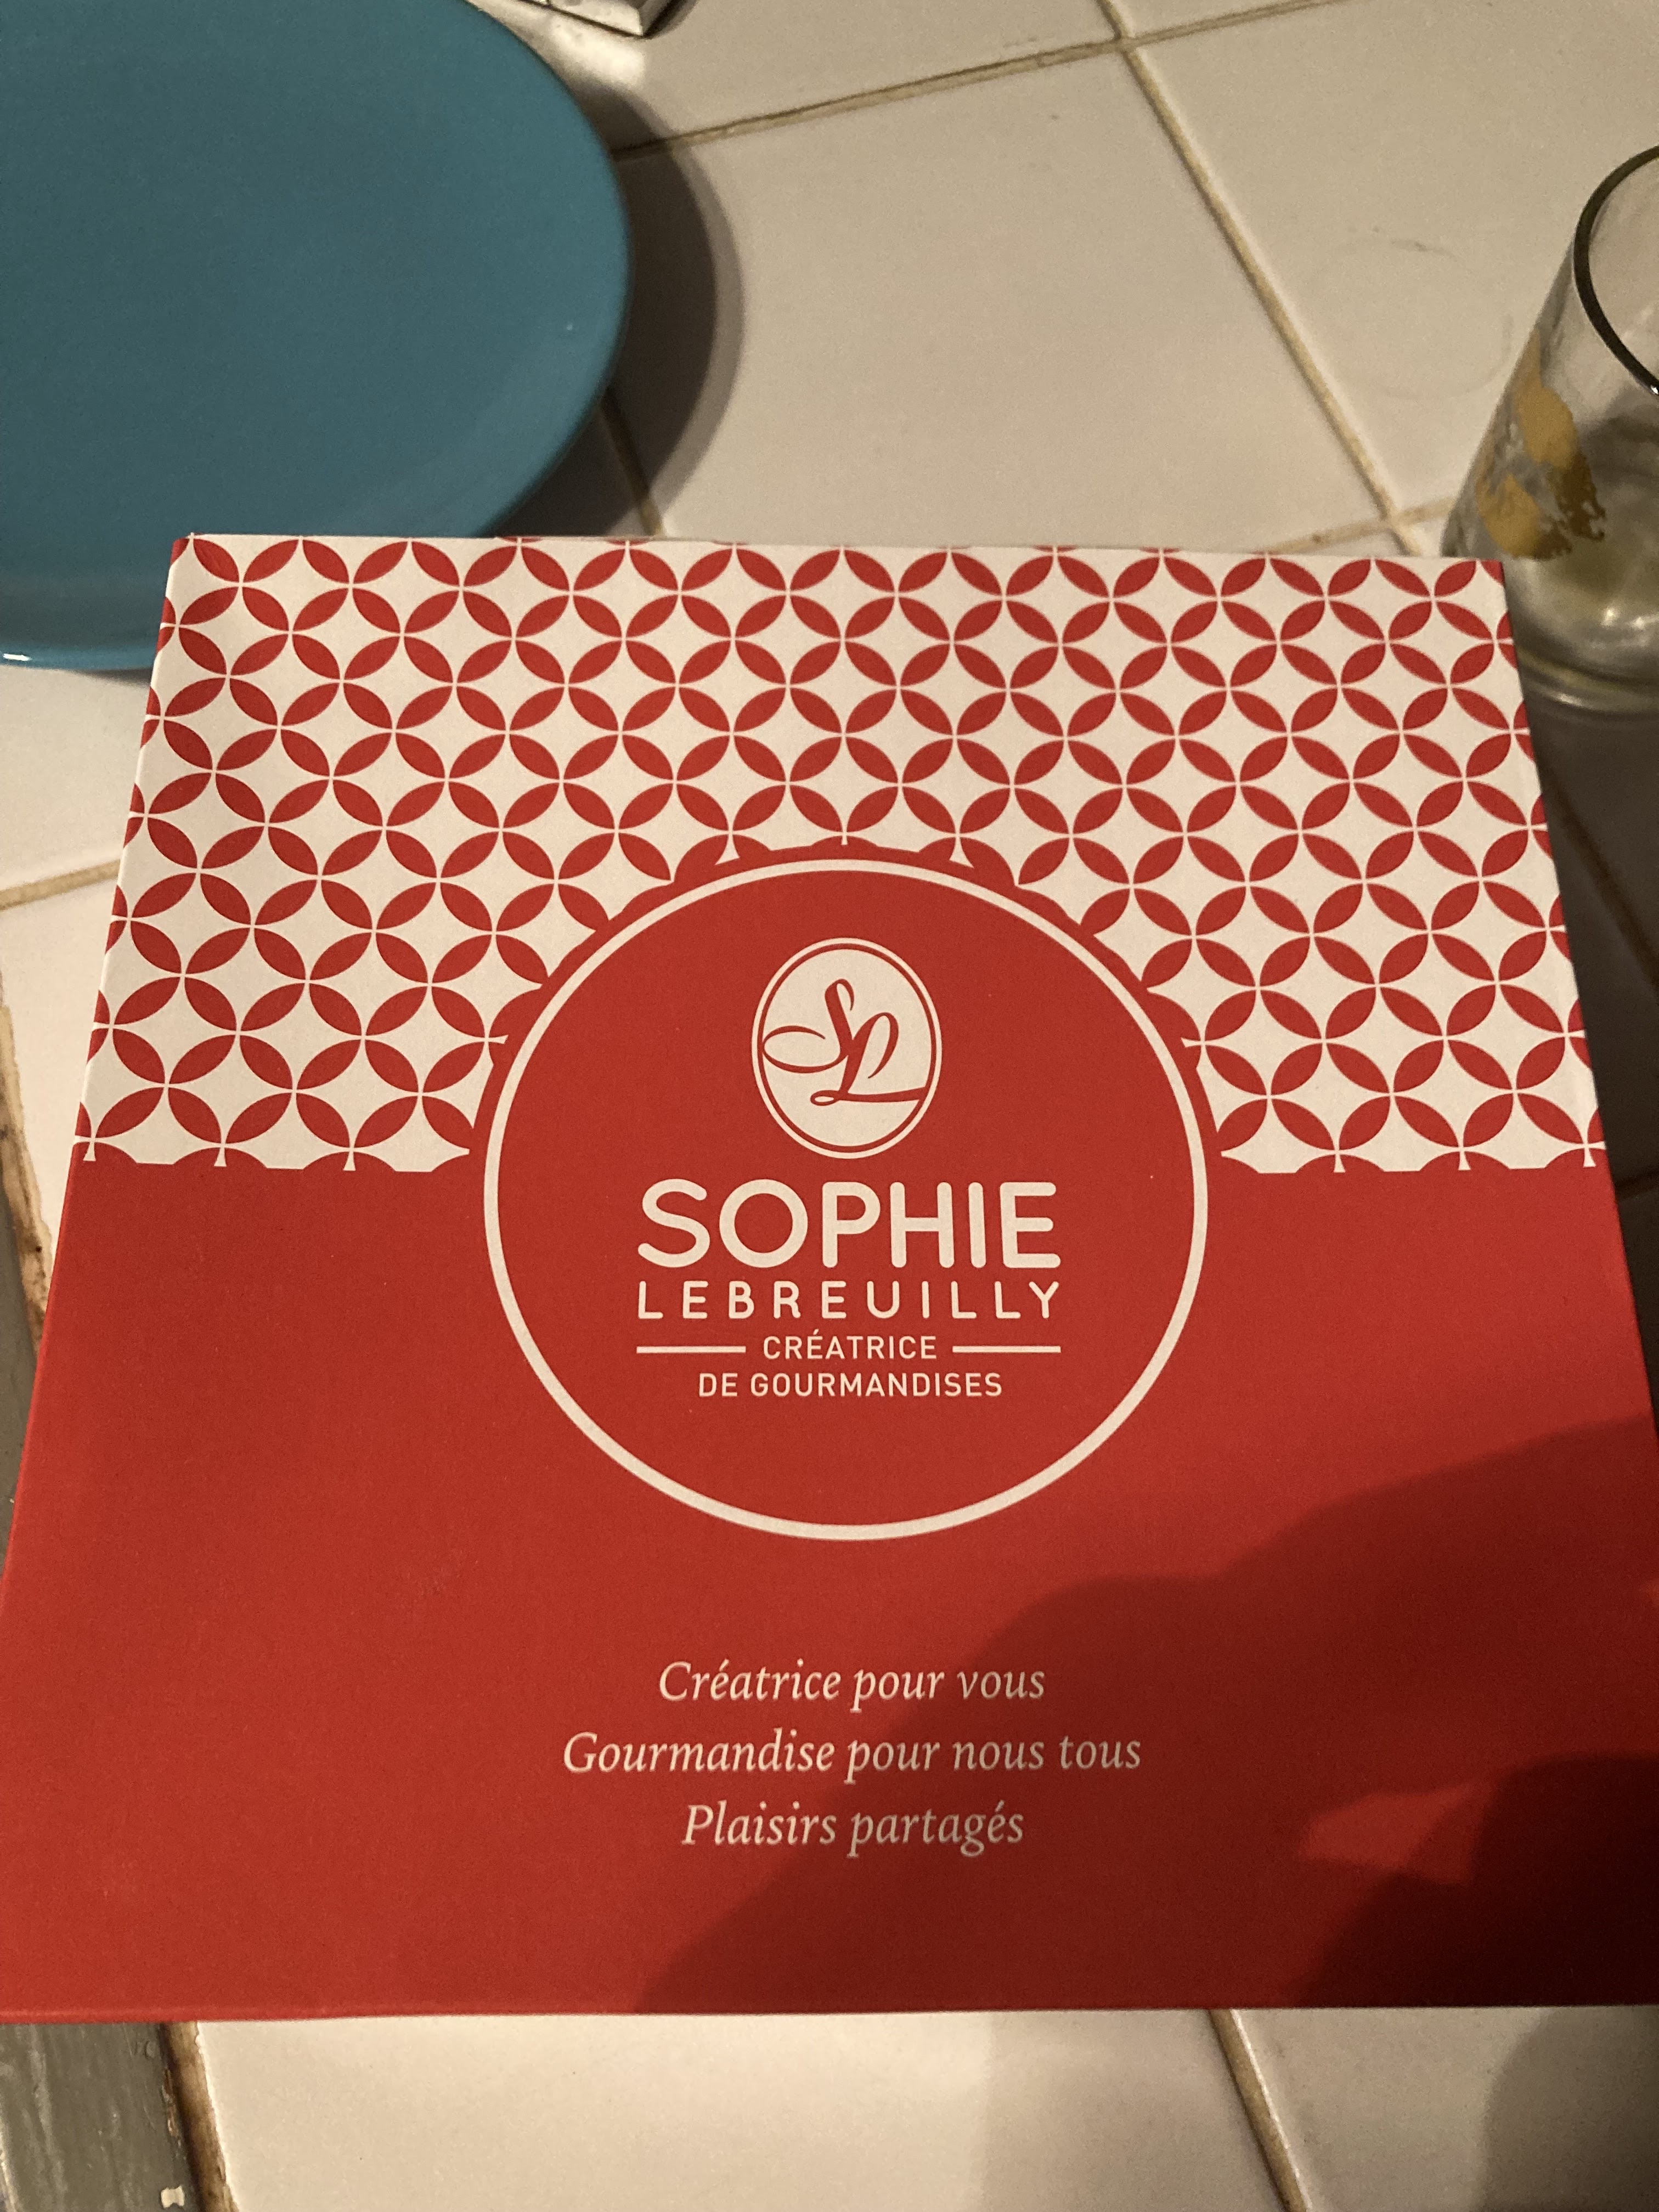 SL
SOPHIE
LEBREUILLY
CRÉATRICE
DE GOURMANDISES
Créatrice pour vous
Gourmandise pour nous tous
Plaisirs partagés